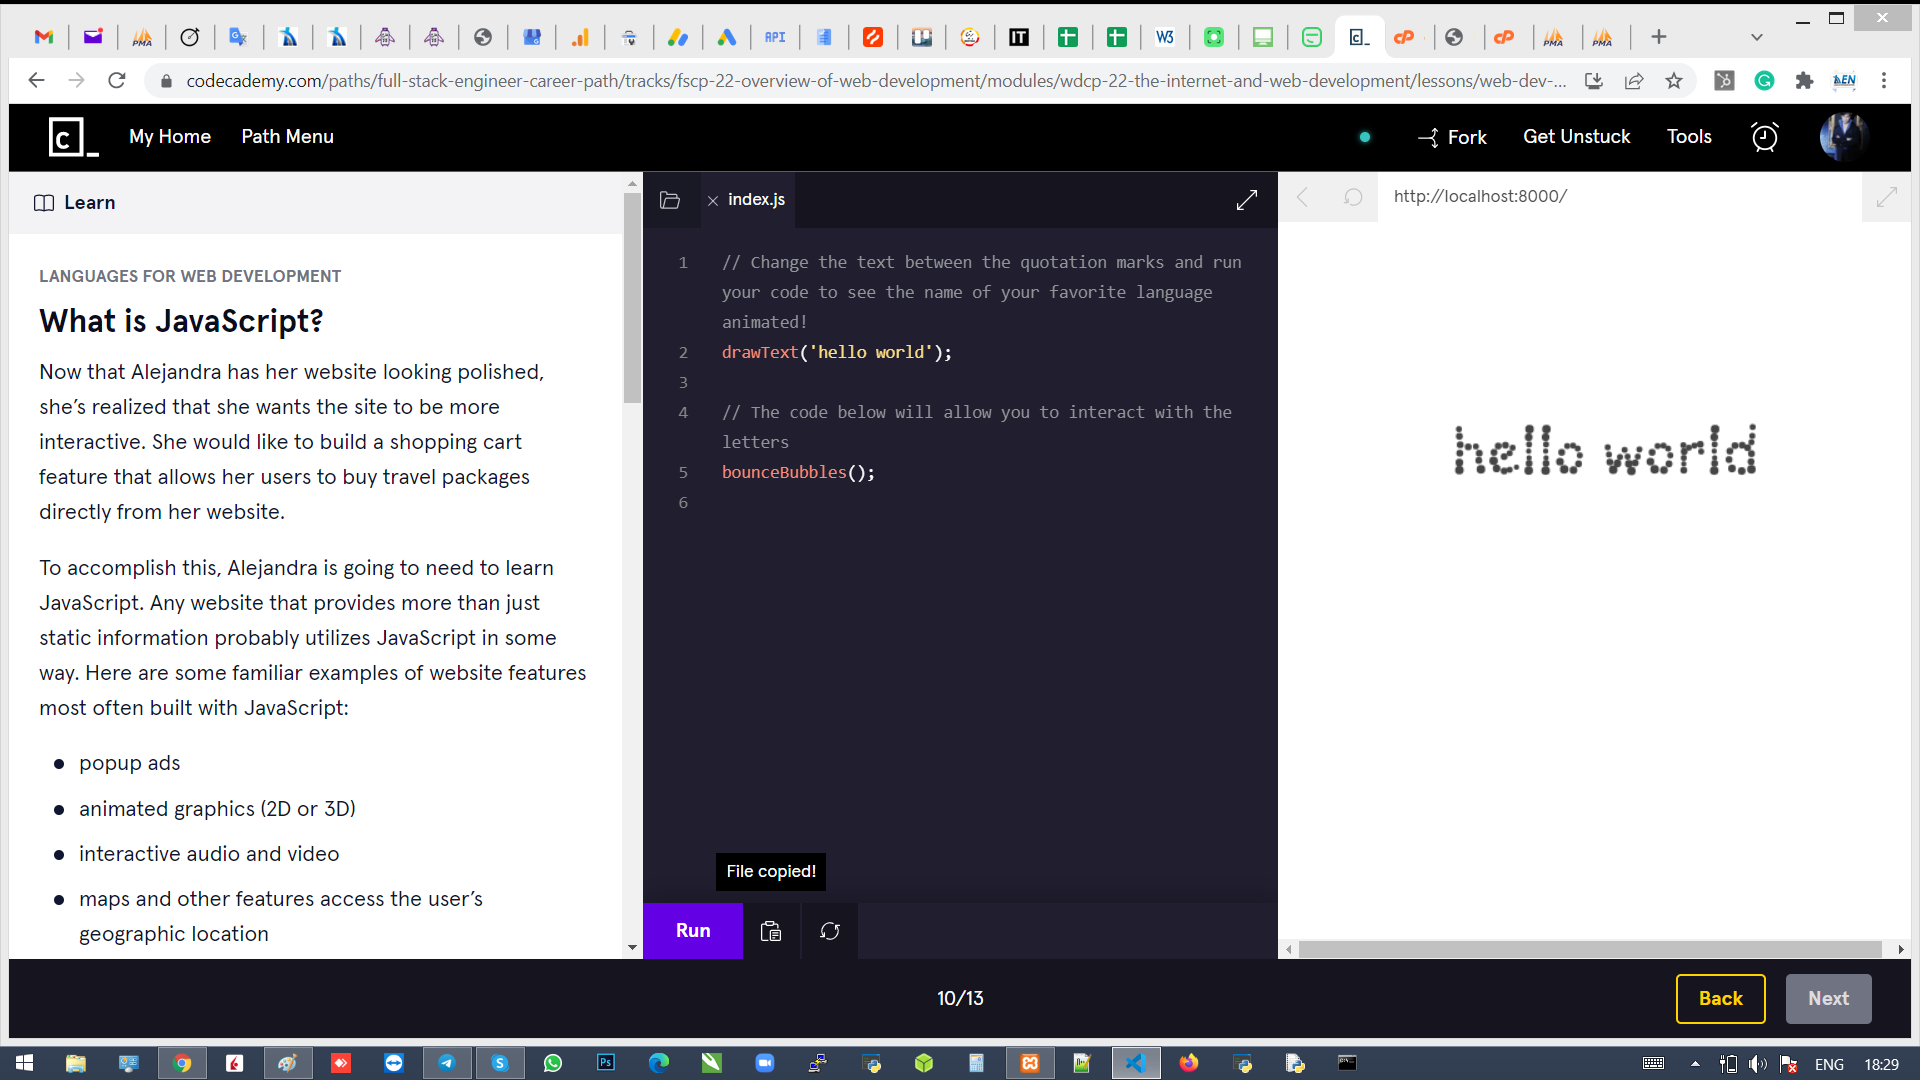 codecademy.com/paths/full-stack-engineer-career-path/tracks/fscp-22-overview-of-web-development/modules/wdcp-22-the-internet-and-web-development/lessons/web-dev-...
My Home
Path Menu
Fork
Get Unstuck
Tools
Learn
index.js
http://localhost:8000/
LANGUAGES FOR WEB DEVELOPMENT
What is JavaScript?
Now that Alejandra has her website looking polished,
she’s realized that she wants the site to be more
interactive. She would like to build a shopping cart
feature that allows her users to buy travel packages
directly from her website.
To accomplish this, Alejandra is going to need to learn
JavaScript. Any website that provides more than just
static information probably utilizes JavaScript in some
way. Here are some familiar examples of website features
most often built with JavaScript:
popup ads
animated graphics (2D or 3D)
interactive audio and video
maps and other features access the user’s
geographic location
1 // Change the text between the quotation marks and run
your code to see the name of your favorite language
animated!
2 drawText('hello world');
3
4 // The code below will allow you to interact with the
letters
5 bounceBubbles();
6
hello world
File copied!
Run
10/13
Back
Next
ENG
18:29